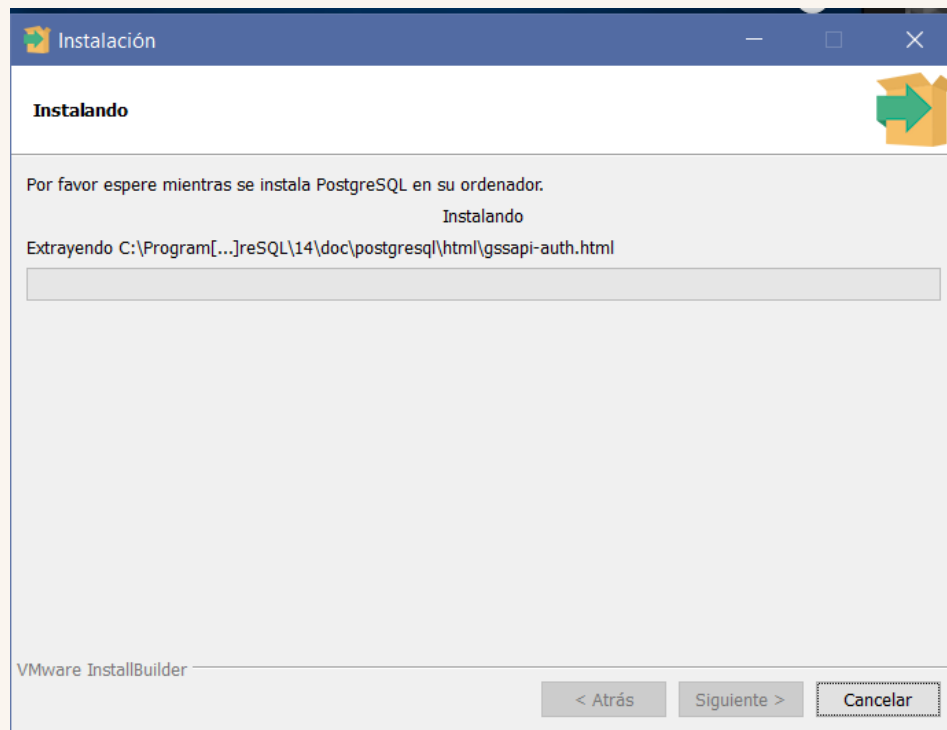 Instalación
Instalando
Por favor espere mientras se instala PostgreSQL en su ordenador.
Instalando
Extrayendo C:\Program[...]reSQL\14\doc\postgresql\html\gssapi-auth.html
VMware InstallBuilder
< Atrás
Siguiente >
Cancelar